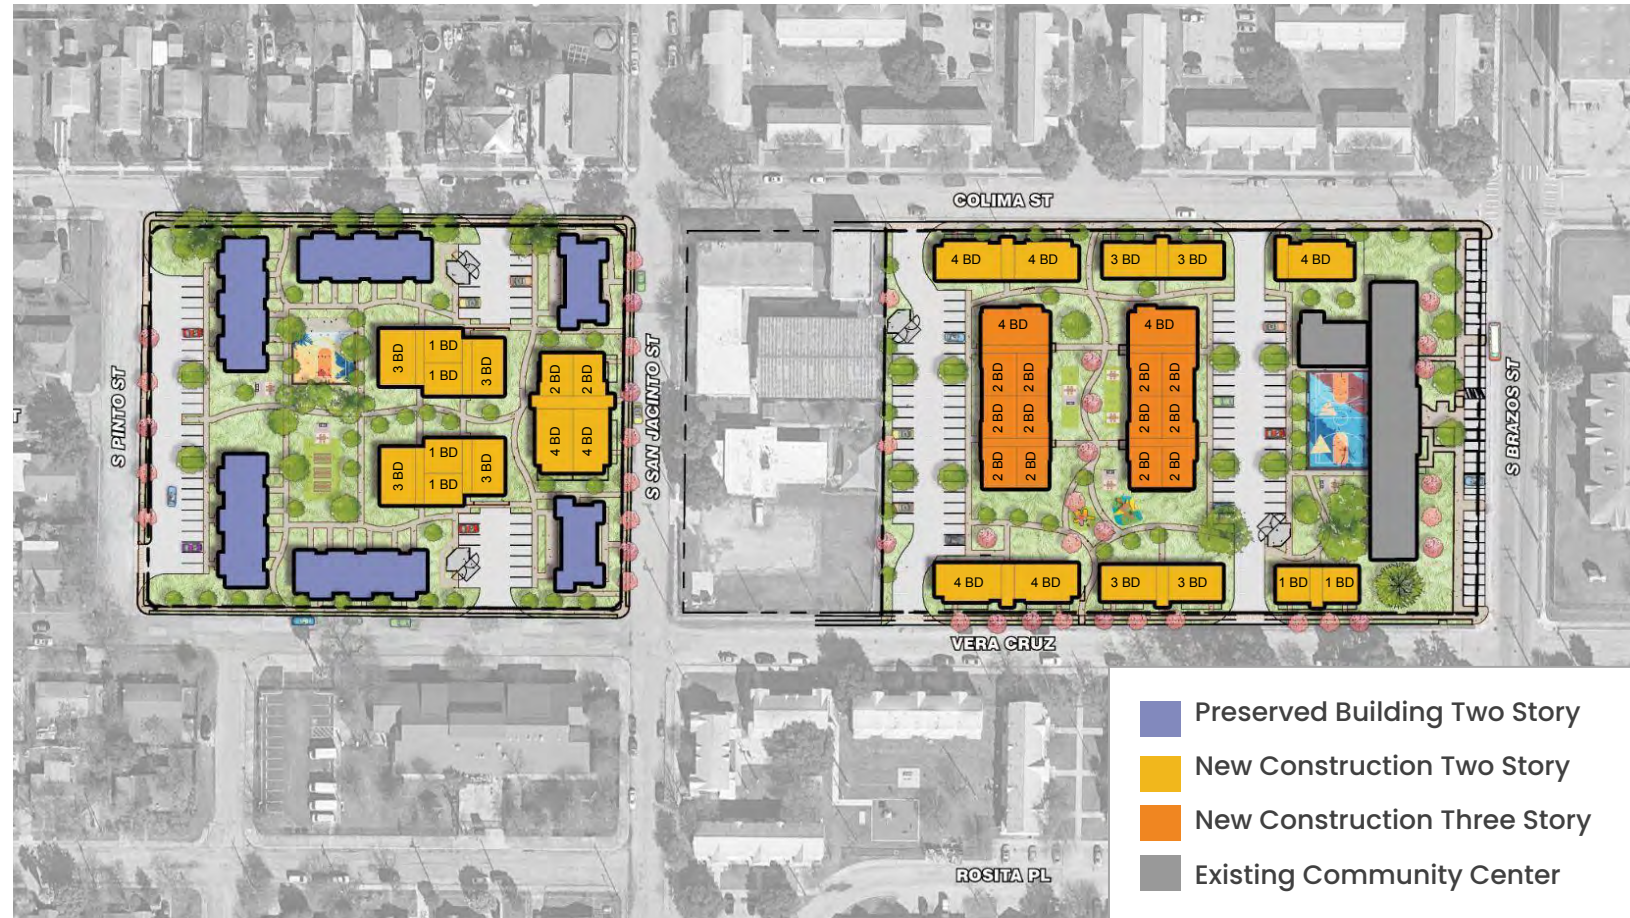 COLIMA ST
4 BD 4 BD 3 BD 3 BD 4 BD
4 BD 4 BD
3 BD 1 BD 3 BD
1 BD
2 BD 2 BD
4 BD 4 BD
2 BD 2 BD 2 BD 2 BD
2 BD 2 BD 2 BD 2 BD
2 BD 2 BD 2 BD 2 BD
3 BD 1 BD 3 BD
1 BD
S PINTO ST
S SAN JACINTO ST
S BRAZOS ST
4 BD 4 BD 3 BD 3 BD 1 BD 1 BD
VERA CRUZ
ROSITA PL
Preserved Building Two Story
New Construction Two Story
New Construction Three Story
Existing Community Center